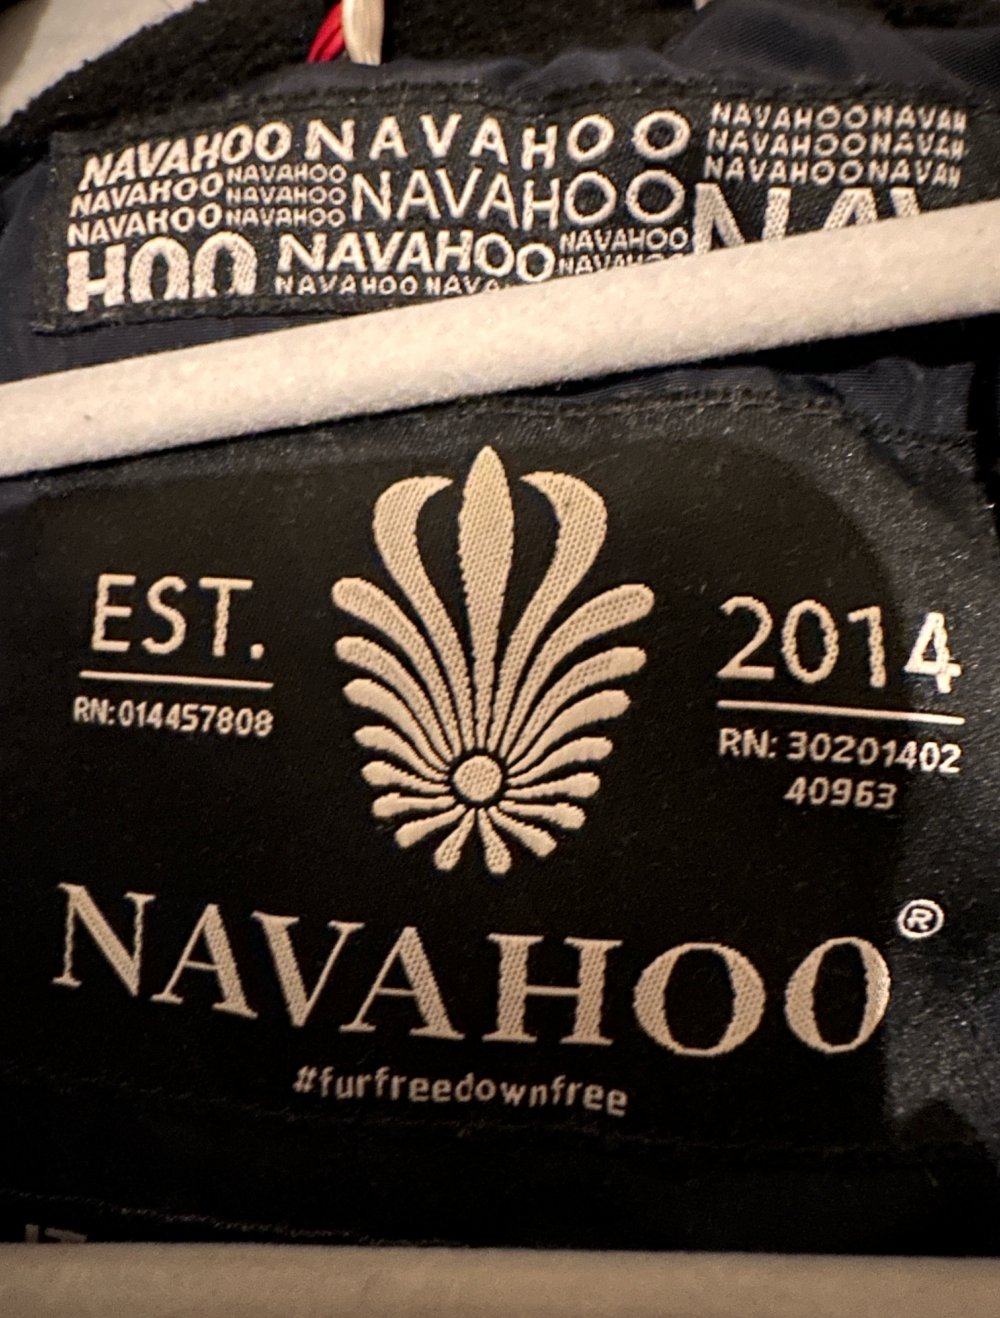 NAVAHOO NAVAHOO NAVAHOONAVAH
NAVAHOONAVAH
NAVAHOONAVAH
NAVAHOO NAVAHOO NAVAHOO
NAVAHOO
NAVAHOO NAVAHOO
HOO NAVAHOO NAVAHOO NAV
NAVAHOO NAVA
EST. 2014
RN:014457808 RN: 30201402
40963
NAVAHOO®
#furfreedownfree